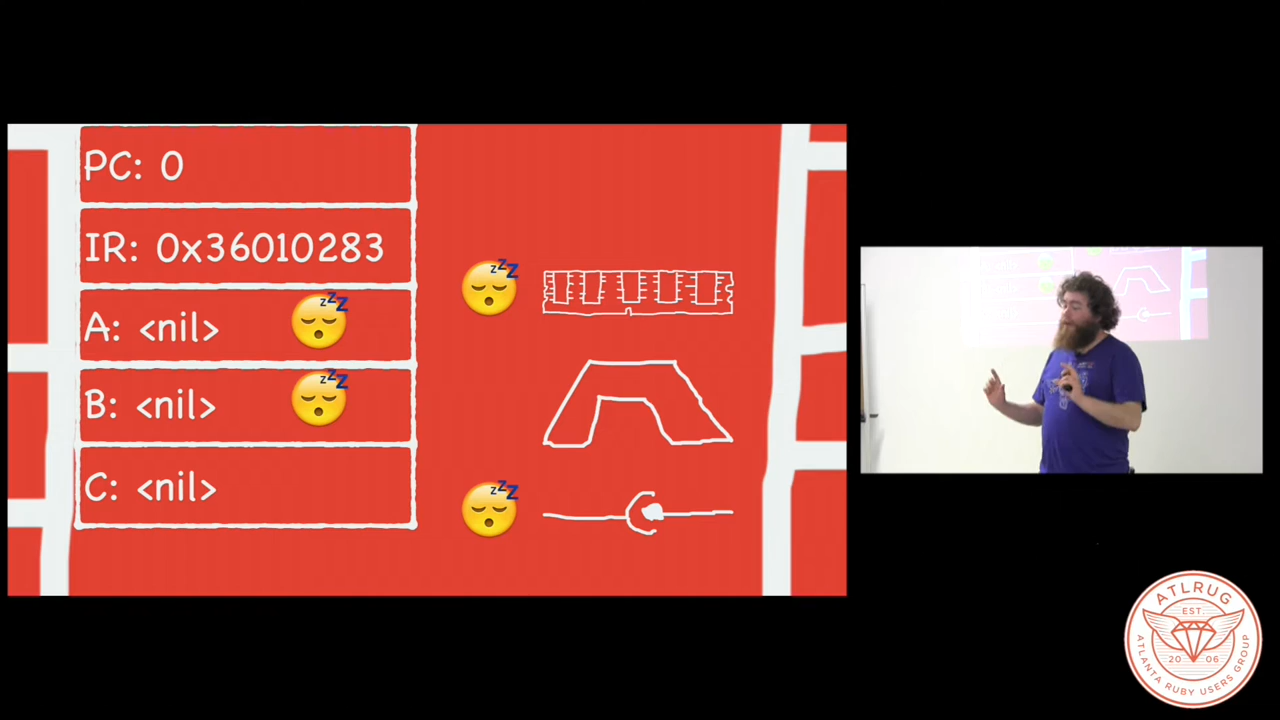 PC: 0
IR: 0x36010283
A: <nil>
B: <nil>
C: <nil>
ATLRUG
EST.
20 06
ATLANTA RUBY USERS GROUP